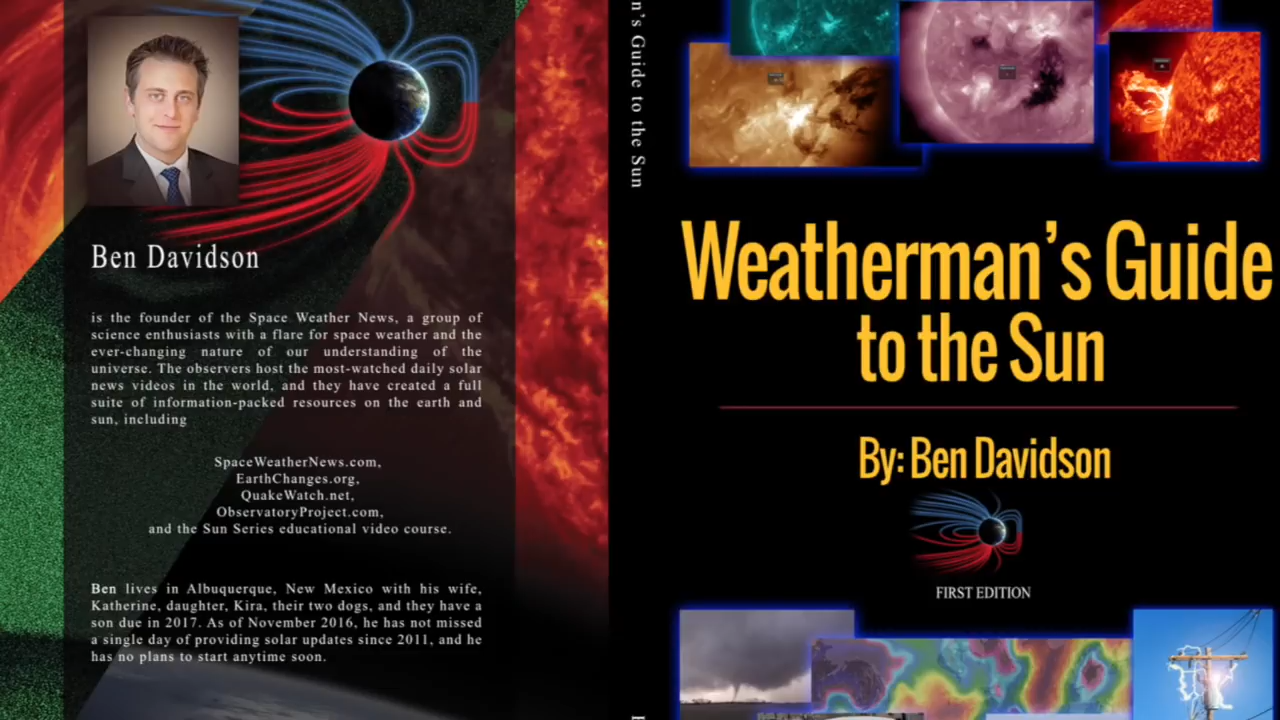 Ben Davidson
is the founder of the Space Weather News, a group of
science enthusiasts with a flare for space weather and the
ever-changing nature of our understanding of the
universe. The observers host the most-watched daily solar
news videos in the world, and they have created a full
suite of information-packed resources on the earth and
sun, including
SpaceWeatherNews.com,
EarthChanges.org,
QuakeWatch.net,
ObservatoryProject.com,
and the Sun Series educational video course.
Ben lives in Albuquerque, New Mexico with his wife,
Katherine, daughter, Kira, their two dogs, and they have a
son due in 2017. As of November 2016, he has not missed
a single day of providing solar updates since 2011, and he
has no plans to start anytime soon.
n's Guide to the Sun
Weatherman's Guide
to the Sun
By: Ben Davidson
FIRST EDITION